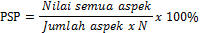 PSP = Nilai semua aspek / Jumlah aspek x N x 100%